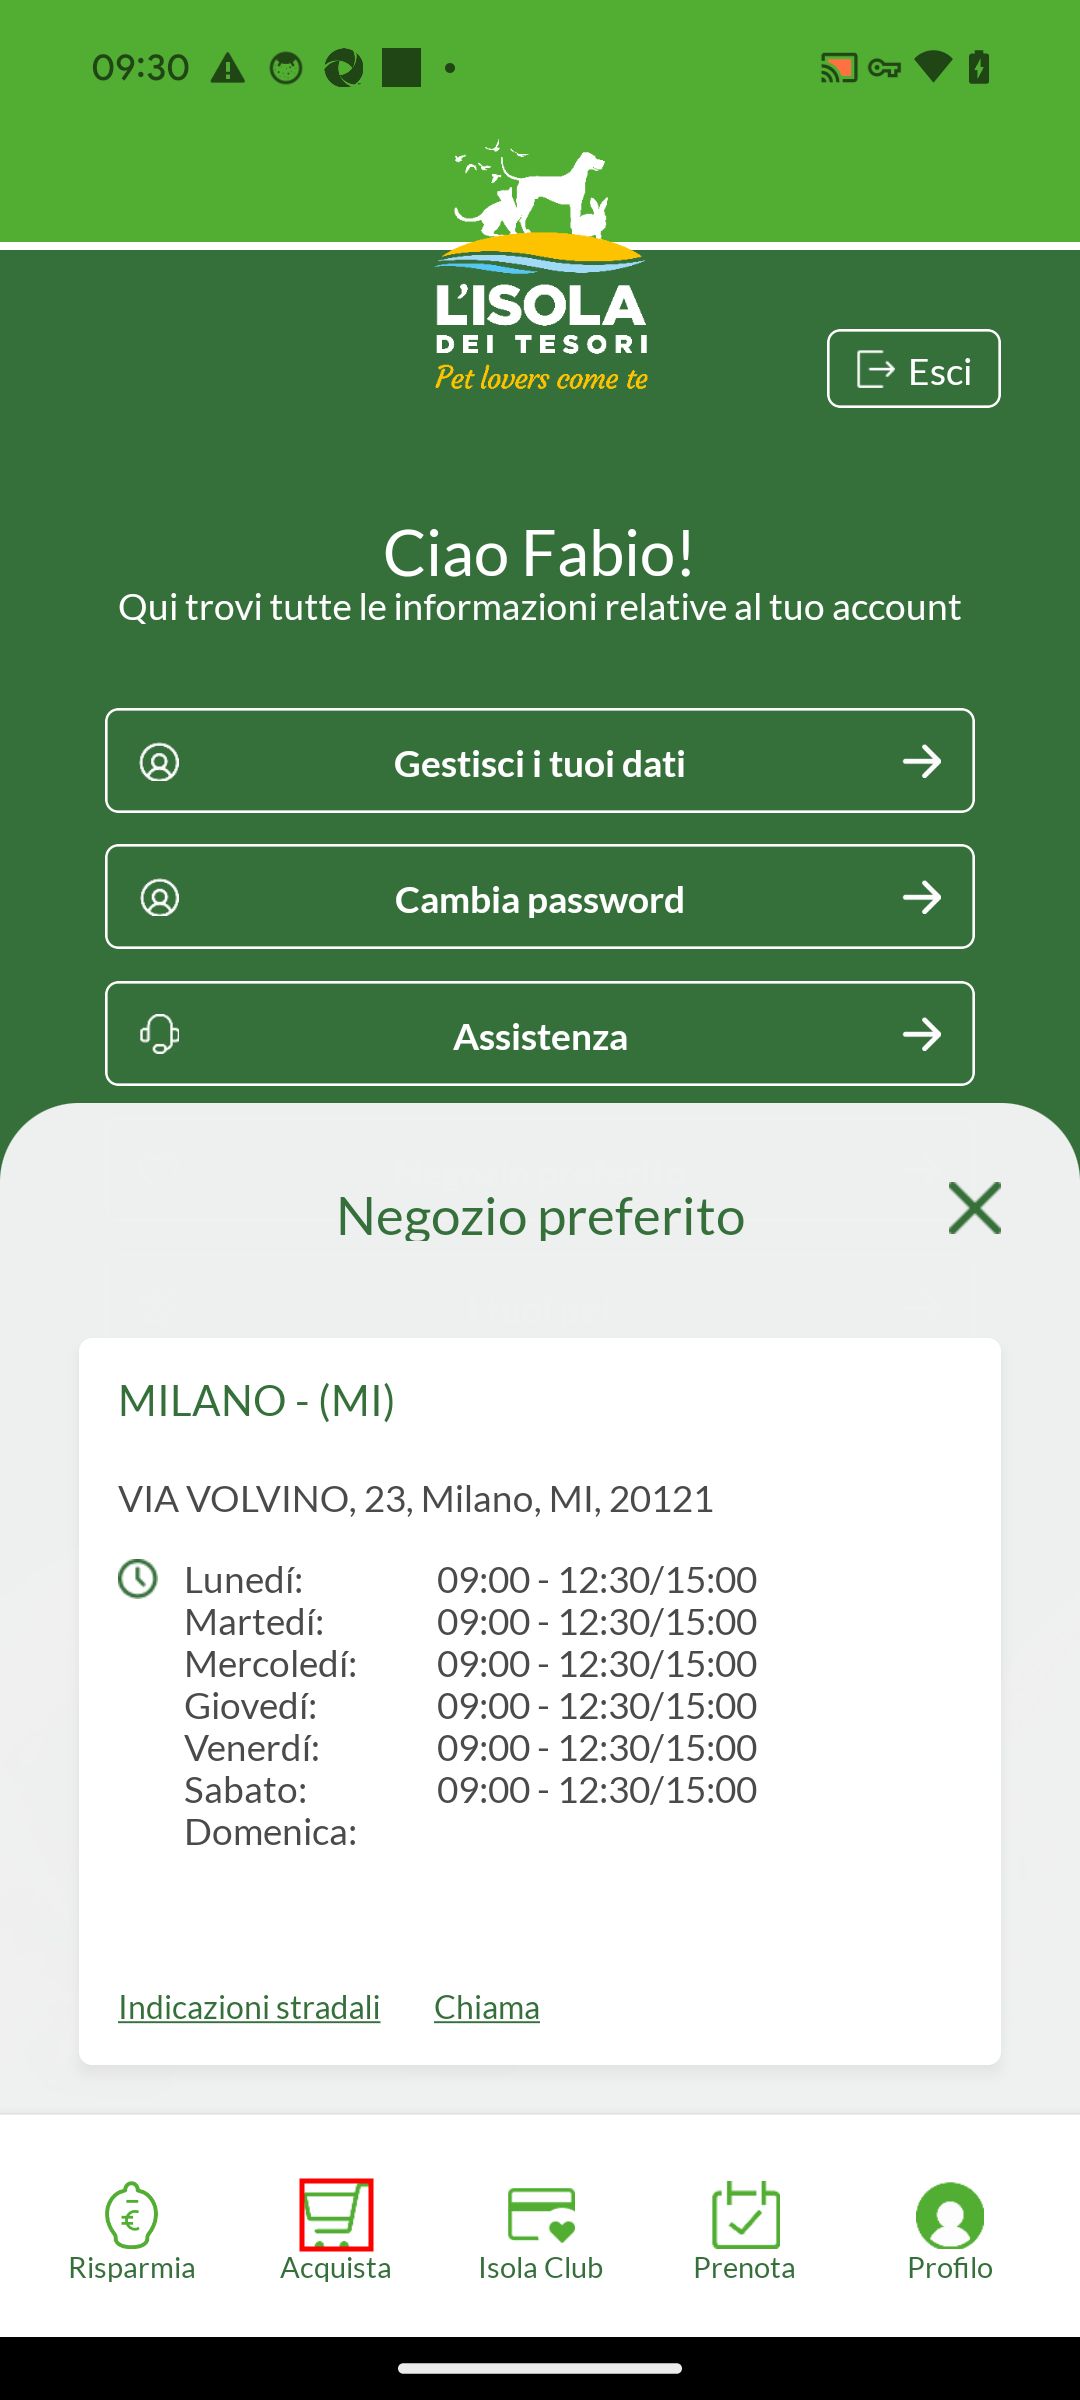 09:30
L'ISOLA
DEI TESORI
Pet lovers come te
Esci
Ciao Fabio!
Qui trovi tutte le informazioni relative al tuo account
Gestisci i tuoi dati
Cambia password
Assistenza
Negozio preferito
Negozio preferito
I tuoi pet
MILANO - (MI)
VIA VOLVINO, 23, Milano, MI, 20121
Lunedí: 09:00 - 12:30/15:00
Martedí: 09:00 - 12:30/15:00
Mercoledí: 09:00 - 12:30/15:00
Giovedí: 09:00 - 12:30/15:00
Venerdí: 09:00 - 12:30/15:00
Sabato: 09:00 - 12:30/15:00
Domenica:
Indicazioni stradali Chiama
Risparmia Acquista Isola Club Prenota Profilo